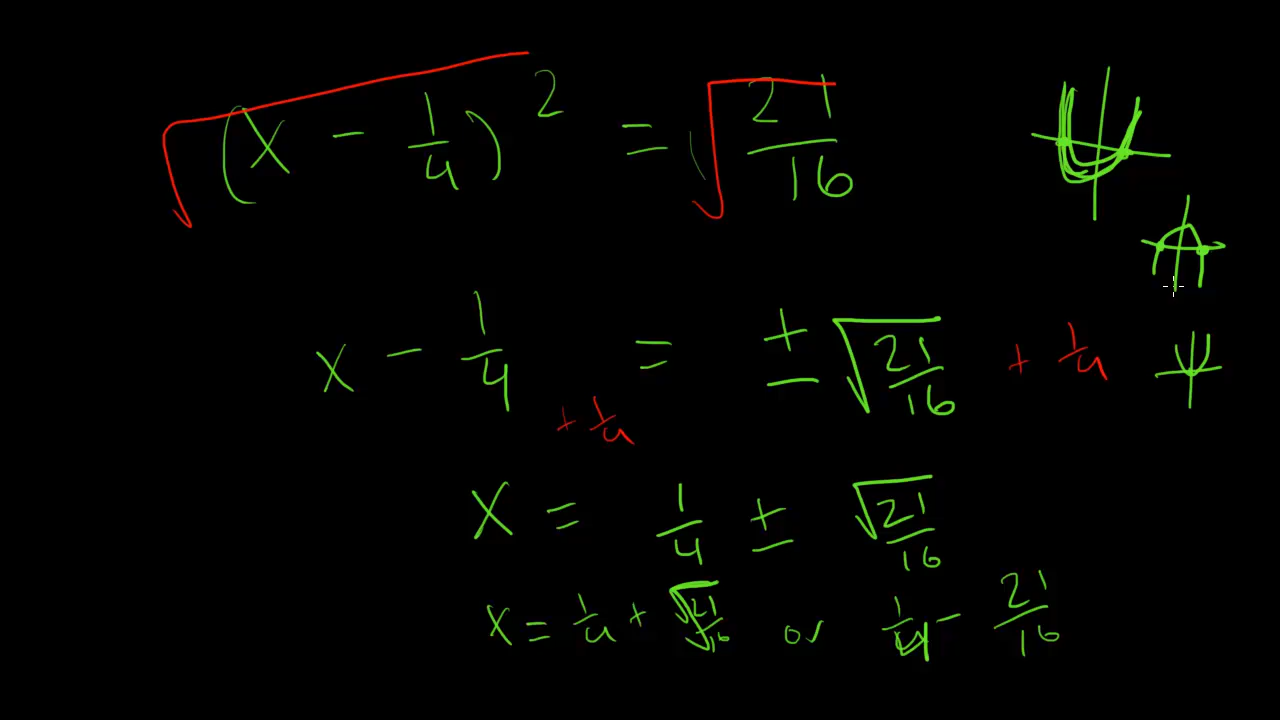 √(x - 1/4)² = √21/16
x - 1/4 + 1/4 = ± √21/16 + 1/4
x = 1/4 ± √21/16
x = 1/4 + √21/16 or 1/4 - 21/16